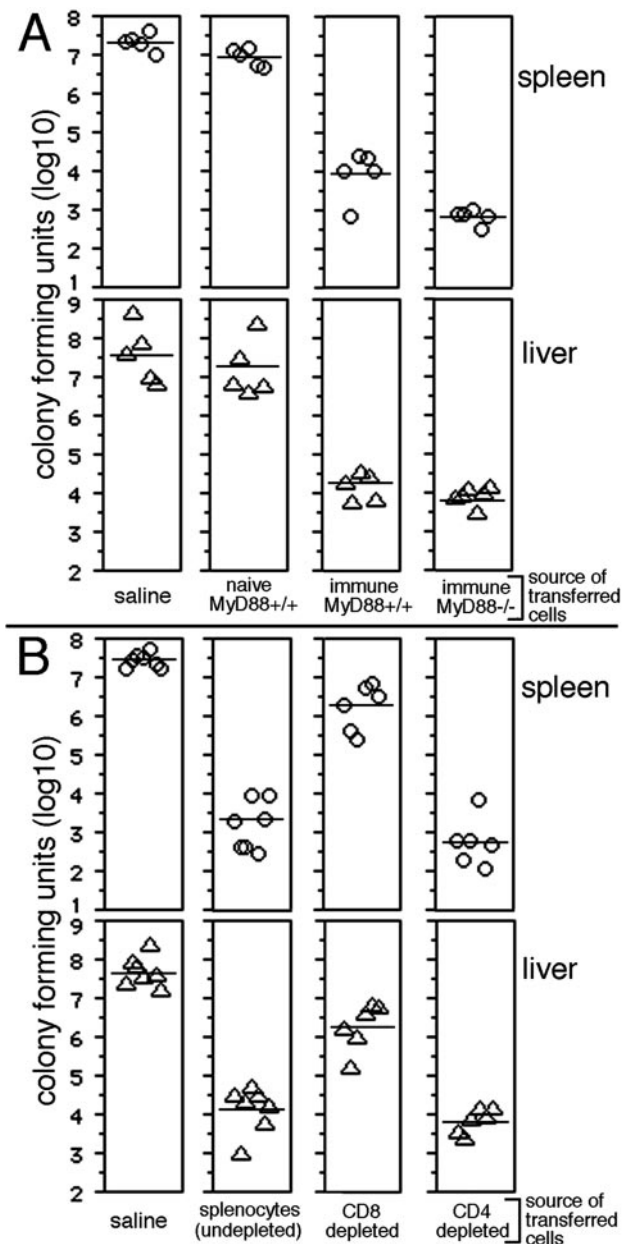 A
8
7
6
5
4
3
2
1
spleen
9
8
7
6
5
4
3
2
liver
colony forming units (log10)
saline
naive
MyD88+/+
immune
MyD88+/+
immune
MyD88-/-
source of
transferred
cells
B
8
7
6
5
4
3
2
1
spleen
9
8
7
6
5
4
3
2
liver
colony forming units (log10)
saline
splenocytes
(undepleted)
CD8
depleted
CD4
depleted
source of
transferred
cells